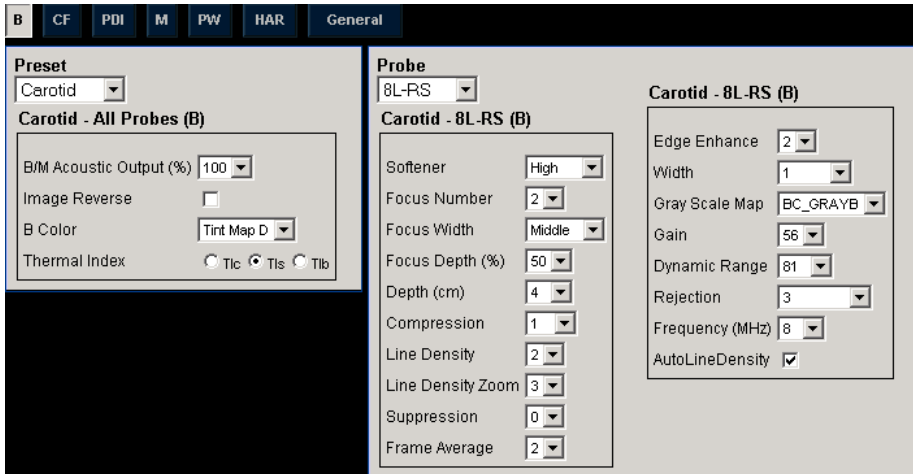 B CF PDI M PW HAR General
Preset
Carotid
Carotid - All Probes (B)
B/M Acoustic Output (%) 100
Image Reverse
B Color Tint Map D
Thermal Index TIc TIs TIb
Probe
8L-RS
Carotid - 8L-RS (B)
Softener High
Focus Number 2
Focus Width Middle
Focus Depth (%) 50
Depth (cm) 4
Compression 1
Line Density 2
Line Density Zoom 3
Suppression 0
Frame Average 2
Carotid - 8L-RS (B)
Edge Enhance 2
Width 1
Gray Scale Map BC_GRAYB
Gain 56
Dynamic Range 81
Rejection 3
Frequency (MHz) 8
AutoLineDensity